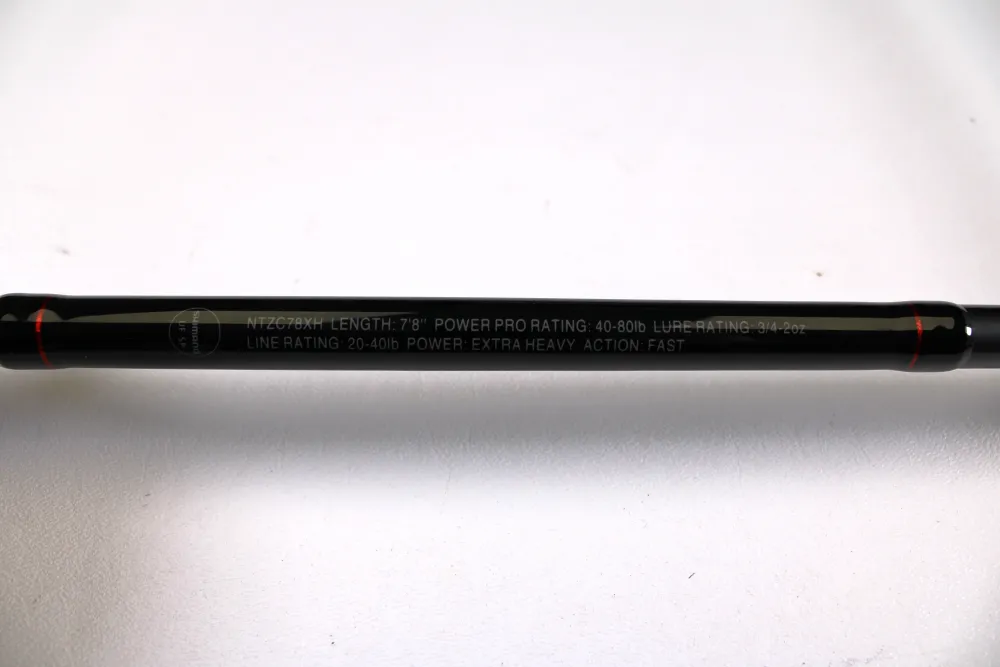 NTZC78XH LENGTH: 7'8" POWER PRO RATING: 40-80lb LURE RATING: 3/4-2oz
LINE RATING: 20-40lb POWER: EXTRA HEAVY ACTION: FAST